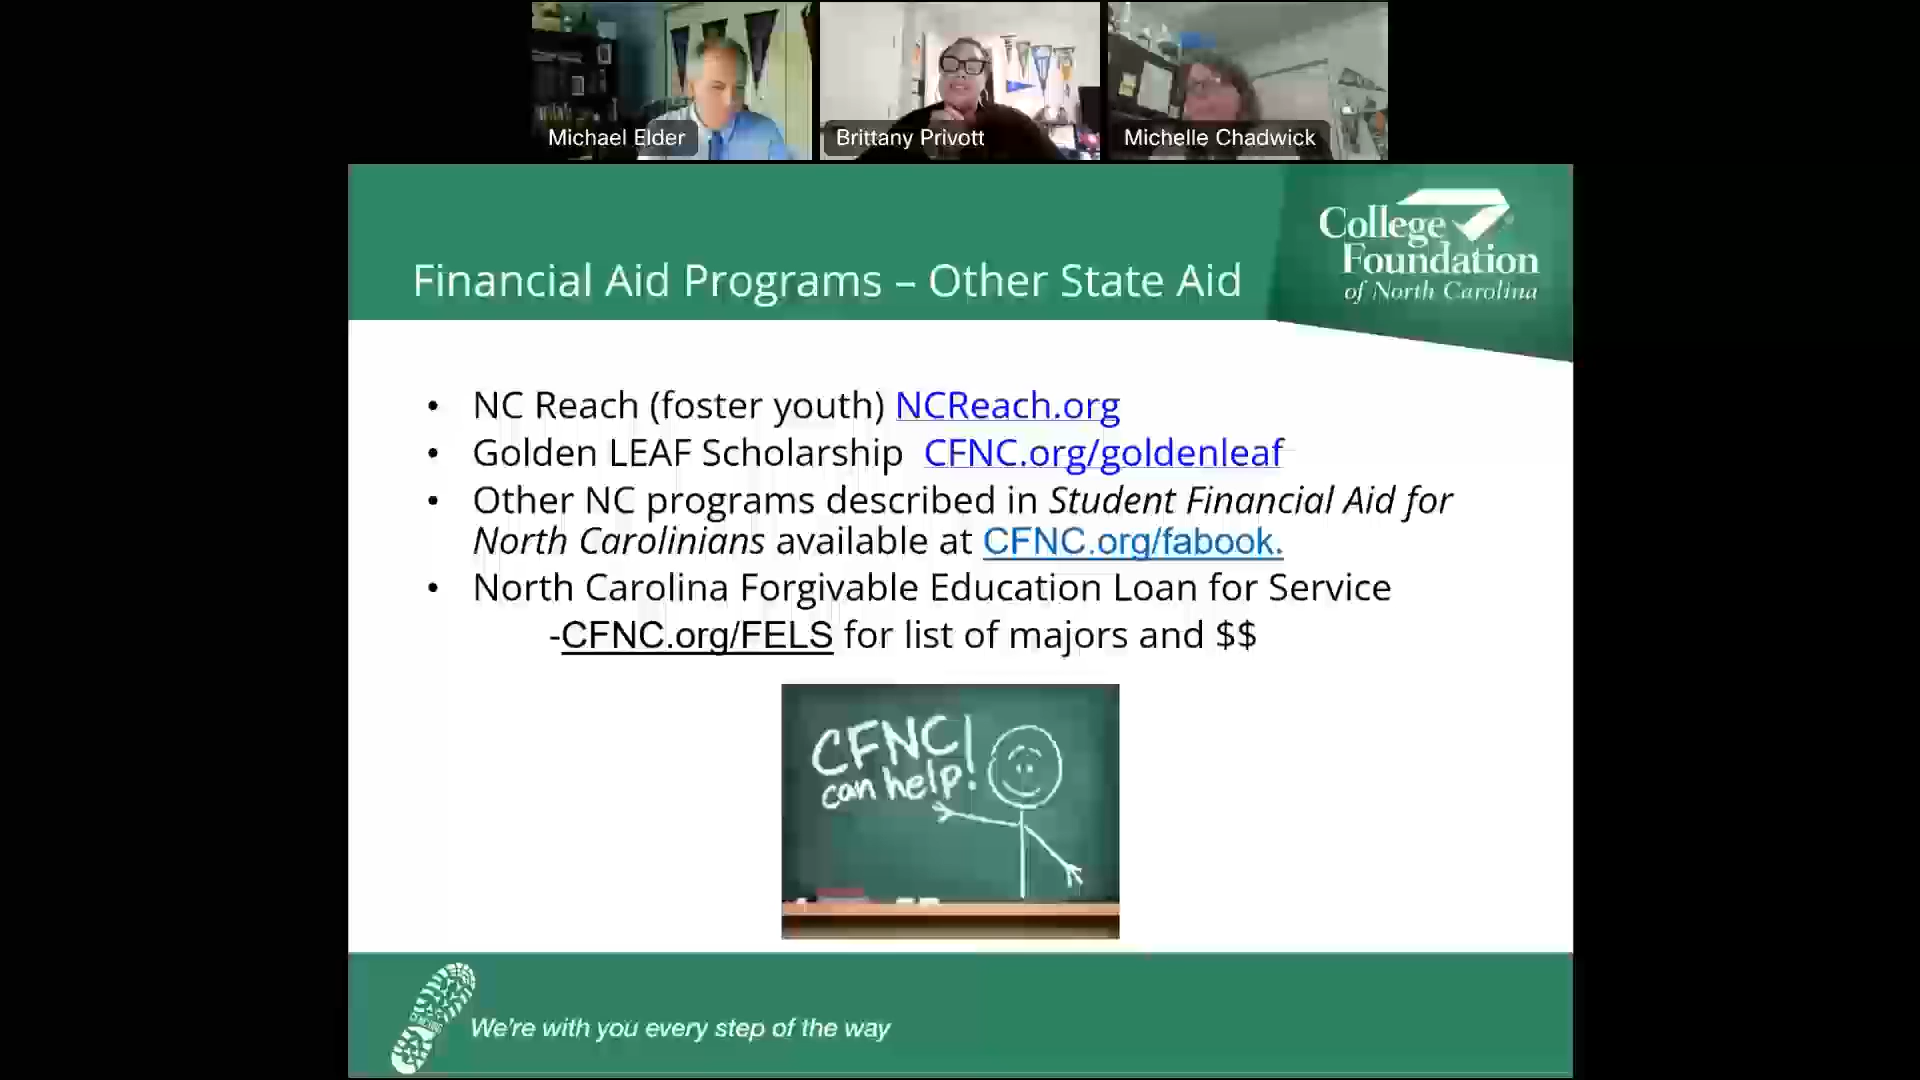 Michael Elder
Brittany Privott
Michelle Chadwick
College
Foundation
of North Carolina
Financial Aid Programs – Other State Aid
• NC Reach (foster youth) NCReach.org
• Golden LEAF Scholarship CFNC.org/goldenleaf
• Other NC programs described in Student Financial Aid for
North Carolinians available at CFNC.org/fabook.
• North Carolina Forgivable Education Loan for Service
-CFNC.org/FELS for list of majors and $$
CFNC!
can help!
We're with you every step of the way